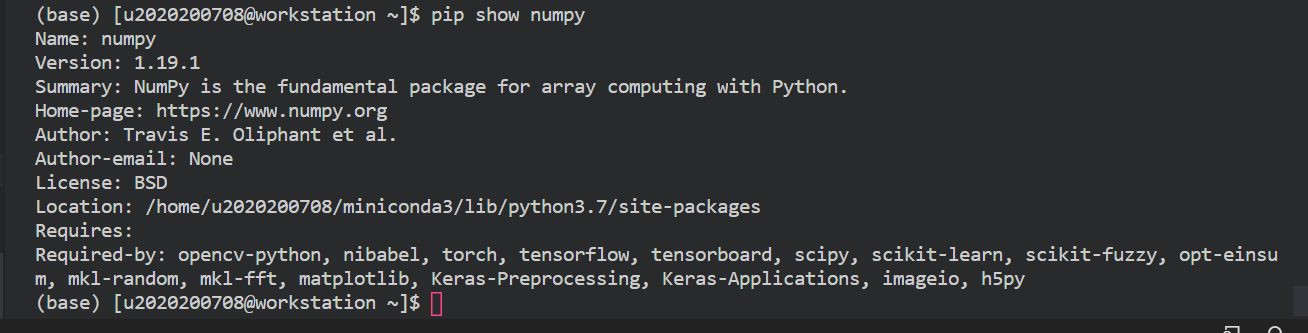 (base) [u2020200708@workstation ~]$ pip show numpy
Name: numpy
Version: 1.19.1
Summary: NumPy is the fundamental package for array computing with Python.
Home-page: https://www.numpy.org
Author: Travis E. Oliphant et al.
Author-email: None
License: BSD
Location: /home/u2020200708/miniconda3/lib/python3.7/site-packages
Requires:
Required-by: opencv-python, nibabel, torch, tensorflow, tensorboard, scipy, scikit-learn, scikit-fuzzy, opt-einsu
m, mkl-random, mkl-fft, matplotlib, Keras-Preprocessing, Keras-Applications, imageio, h5py
(base) [u2020200708@workstation ~]$